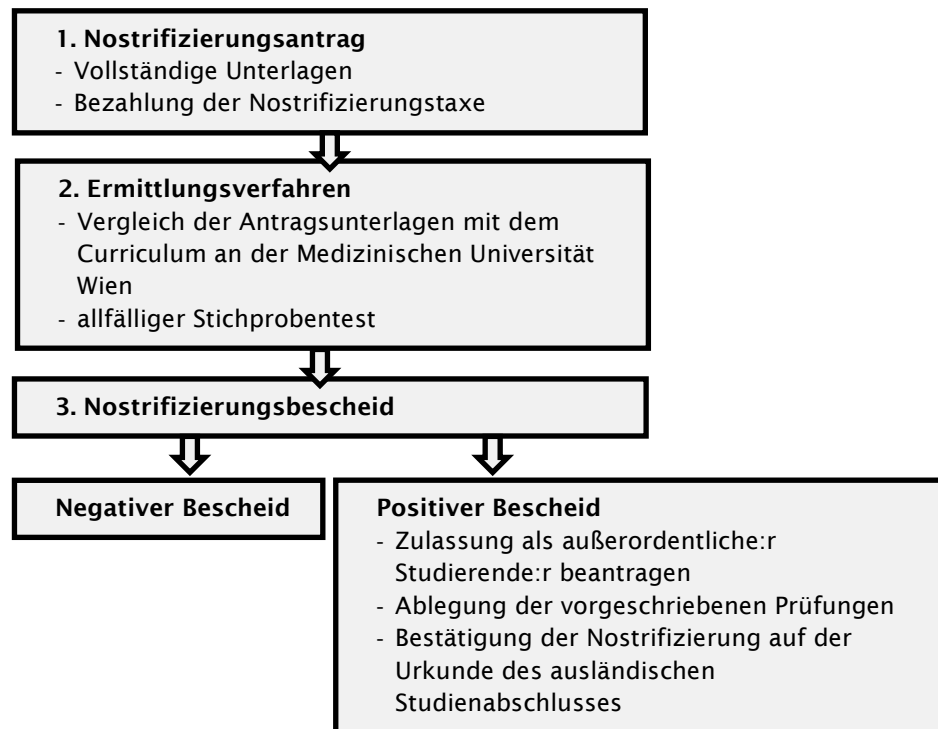 1. Nostrifizierungsantrag
- Vollständige Unterlagen
- Bezahlung der Nostrifizierungstaxe
2. Ermittlungsverfahren
- Vergleich der Antragsunterlagen mit dem
Curriculum an der Medizinischen Universität
Wien
- allfälliger Stichprobentest
3. Nostrifizierungsbescheid
Negativer Bescheid
Positiver Bescheid
- Zulassung als außerordentliche:r
Studierende:r beantragen
- Ablegung der vorgeschriebenen Prüfungen
- Bestätigung der Nostrifizierung auf der
Urkunde des ausländischen
Studienabschlusses